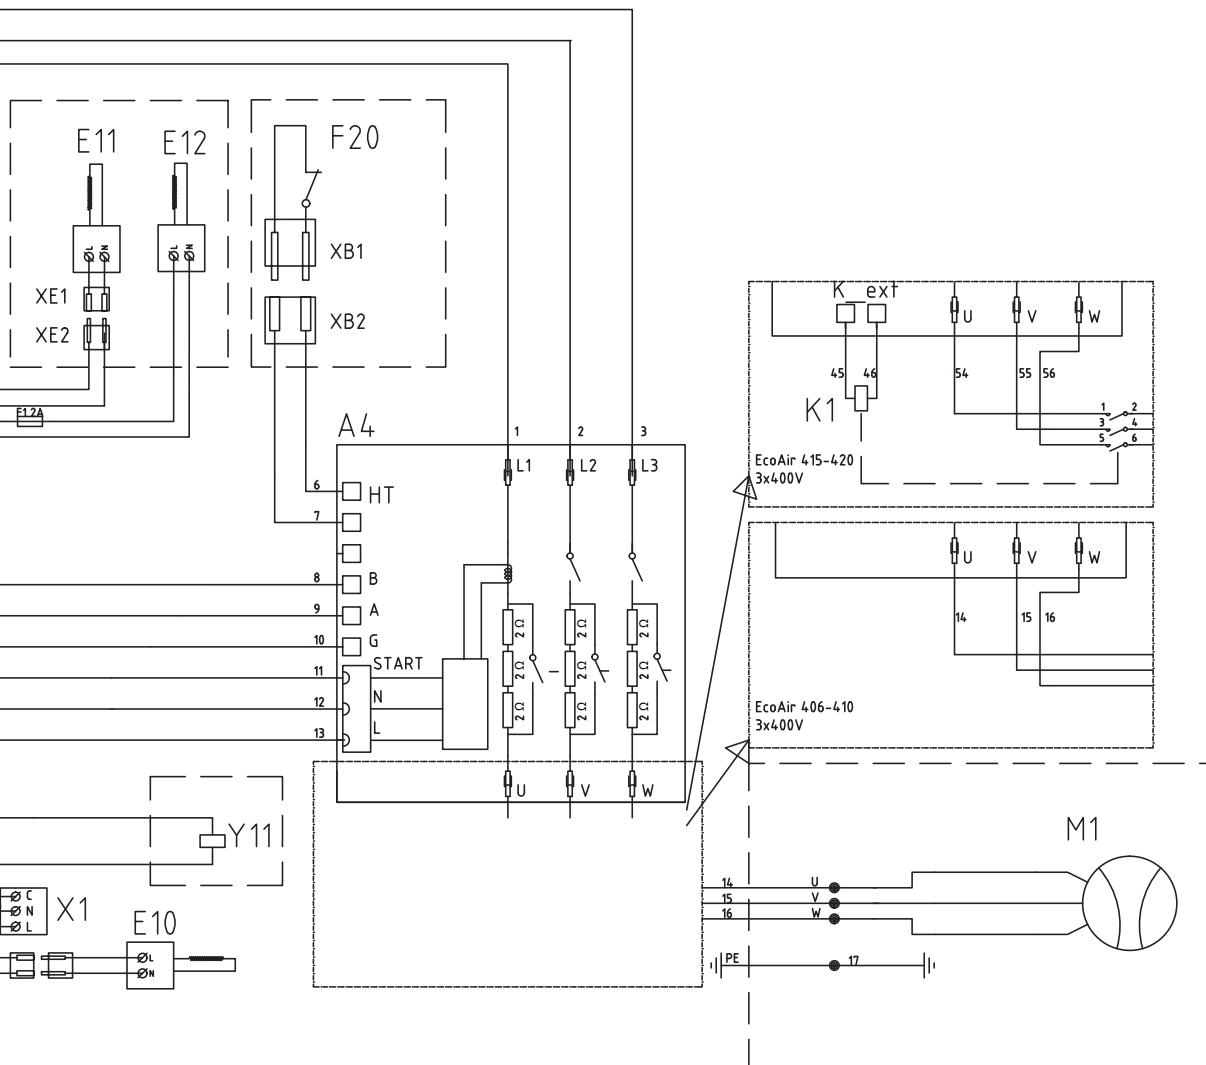 E11 E12
F20
XE1
XE2
XB1
XB2
L N
L N
F1.2A
A4
1 2 3
L1 L2 L3
6 HT
7
8 B
9 A
10 G
11 START
12 N
13 L
2 Ω 2 Ω 2 Ω
2 Ω 2 Ω 2 Ω
2 Ω 2 Ω 2 Ω
U V W
K_ext
U V W
45 46 54 55 56
K1
1 2
3 4
5 6
EcoAir 415-420
3x400V
U V W
14 15 16
EcoAir 406-410
3x400V
Y11
X1
C
N
L
E10
L
N
M1
14 U
15 V
16 W
PE 17